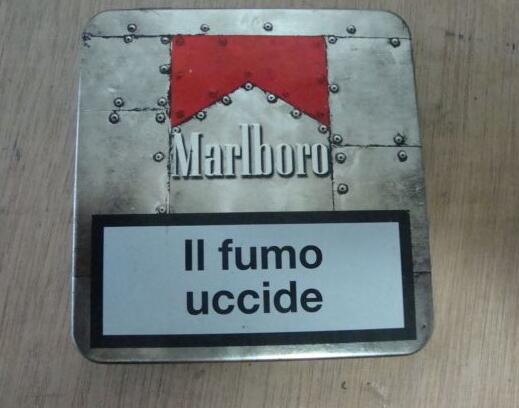 Marlboro
Il fumo
uccide